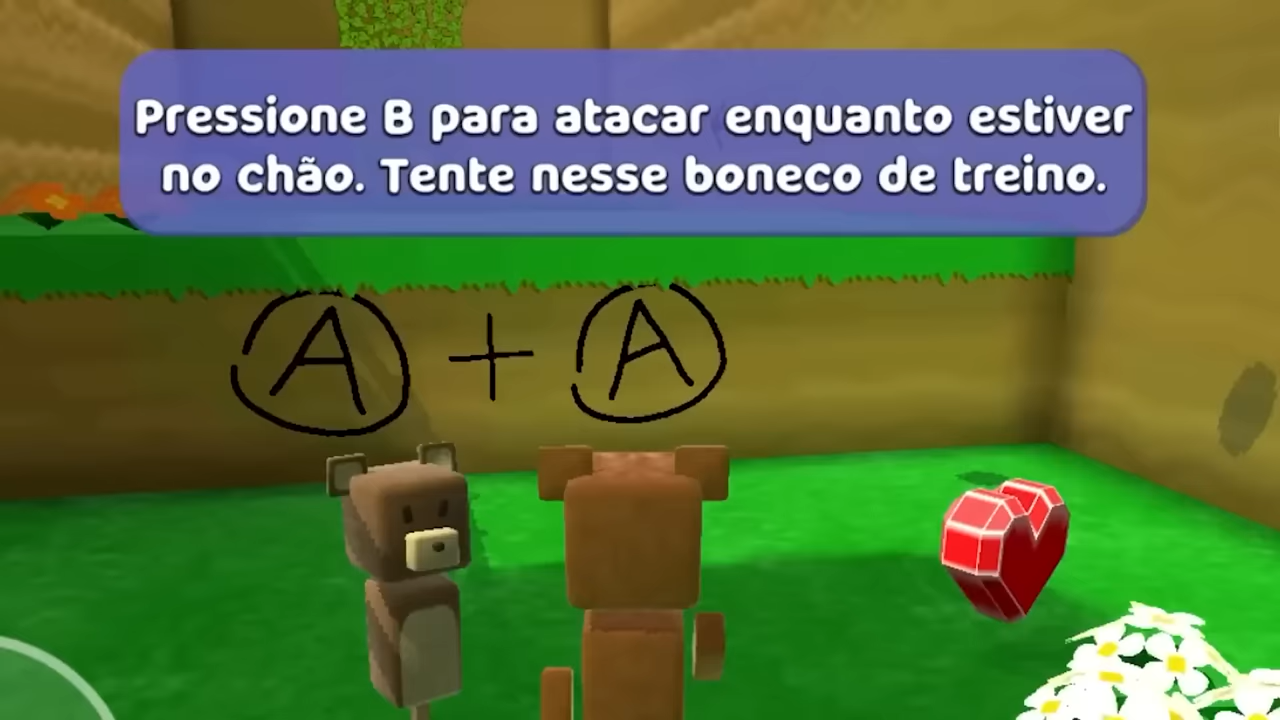 Pressione B para atacar enquanto estiver
no chão. Tente nesse boneco de treino.
A + A